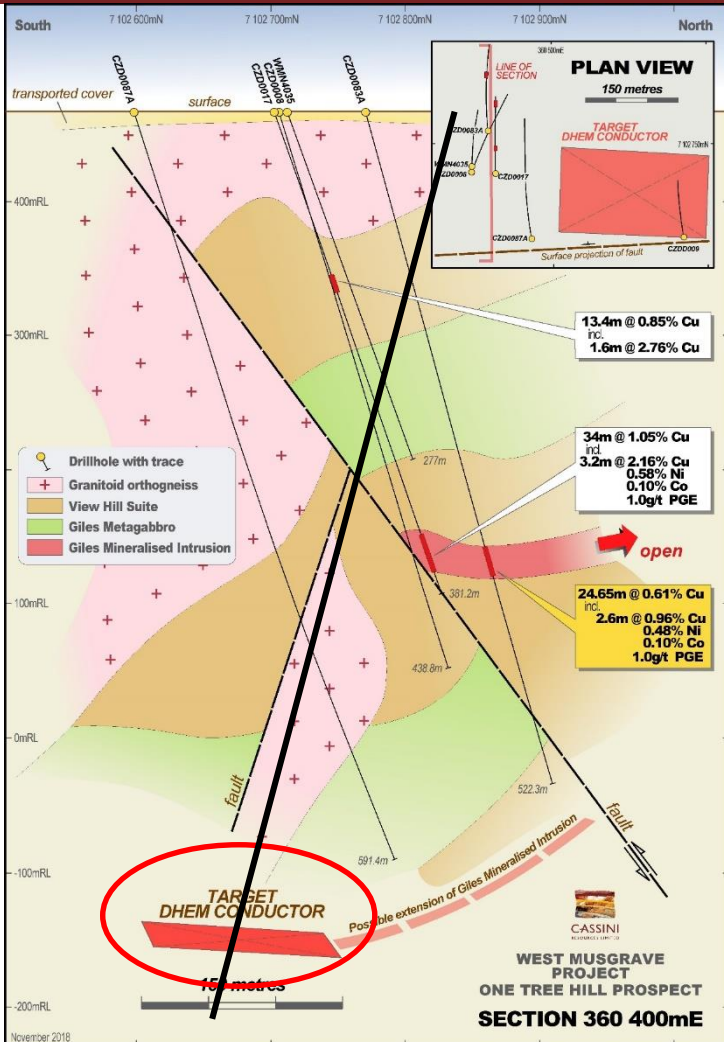 South
7 102 600mN
7 102 700mN
7 102 800mN
7 102 900mN
North
CZD0087A
CZD0017
CZD0008
WMN4035
CZD0083A
transported cover
surface
360 500mE
LINE OF
SECTION
PLAN VIEW
150 metres
TARGET
DHEM CONDUCTOR
7 102 750mN
CZD0083A
WMN4035
CZD0008
CZD0017
CZD0087A
CZDD009
Surface projection of fault
400mRL
300mRL
100mRL
0mRL
-100mRL
-200mRL
13.4m @ 0.85% Cu
incl.
1.6m @ 2.76% Cu
34m @ 1.05% Cu
incl.
3.2m @ 2.16% Cu
0.58% Ni
0.10% Co
1.0g/t PGE
open
24.65m @ 0.61% Cu
incl.
2.6m @ 0.96% Cu
0.48% Ni
0.10% Co
1.0g/t PGE
Drillhole with trace
Granitoid orthogneiss
View Hill Suite
Giles Metagabbro
Giles Mineralised Intrusion
277m
381.2m
438.8m
522.3m
591.4m
fault
fault
TARGET
DHEM CONDUCTOR
Possible extension of Giles Mineralised Intrusion
150 metres
CASSINI
RESOURCES LIMITED
WEST MUSGRAVE
PROJECT
ONE TREE HILL PROSPECT
SECTION 360 400mE
November 2018